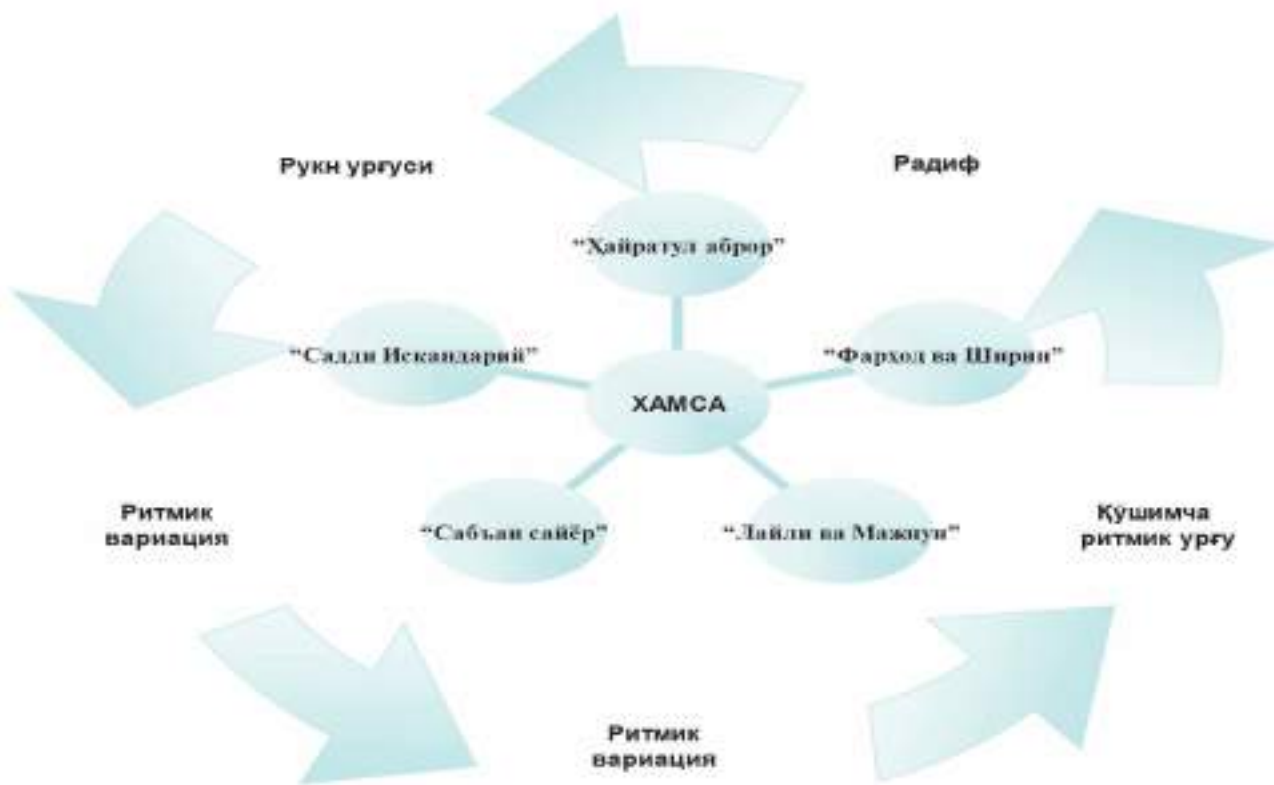 Рукн урғуси
Радиф
“Ҳайратул аброр”
“Садди Искандарий”
“Фарҳод ва Ширин”
ХАМСА
“Сабъаи сайёр”
“Лайли ва Мажнун”
Ритмик
вариация
Қўшимча
ритмик урғу
Ритмик
вариация